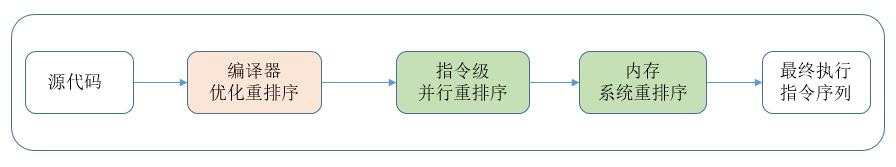 源代码
编译器
优化重排序
指令级
并行重排序
内存
系统重排序
最终执行
指令序列